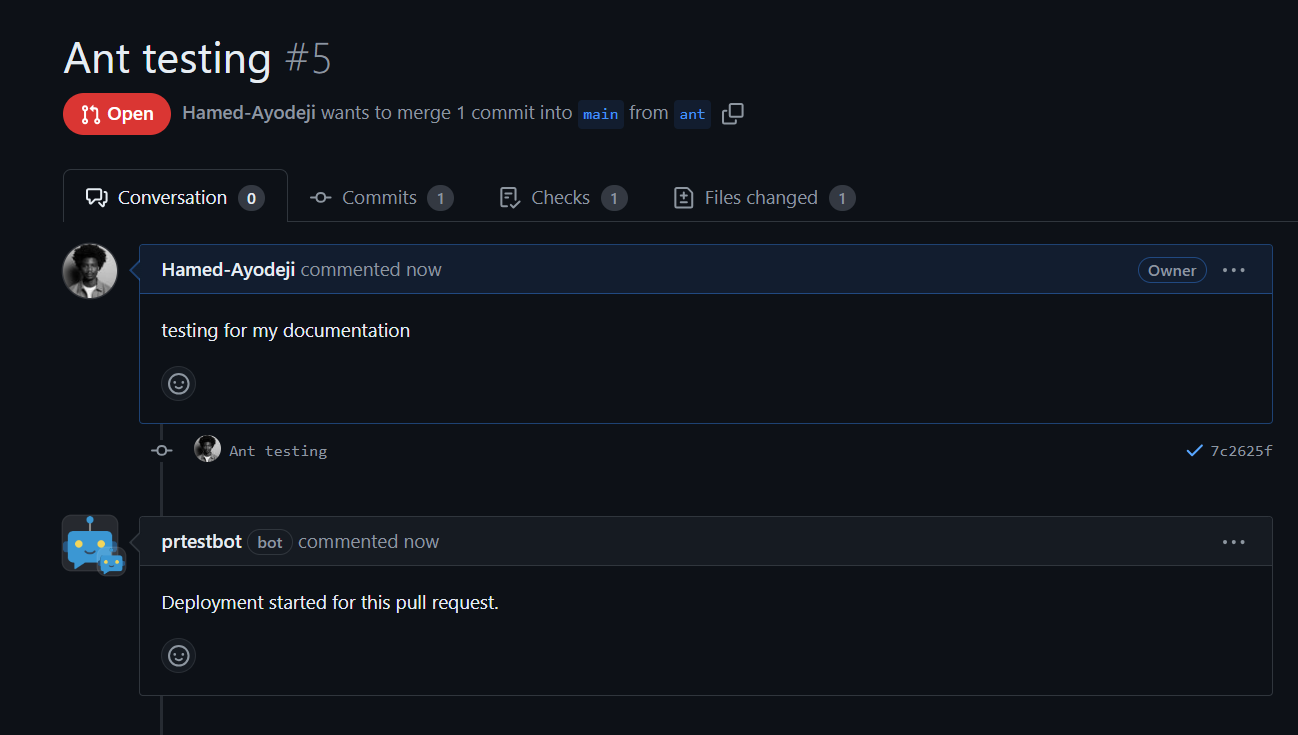 Ant testing #5
Open Hamed-Ayodeji wants to merge 1 commit into main from ant
Conversation 0 Commits 1 Checks 1 Files changed 1
Hamed-Ayodeji commented now Owner
testing for my documentation
Ant testing 7c2625f
prtestbot bot commented now
Deployment started for this pull request.